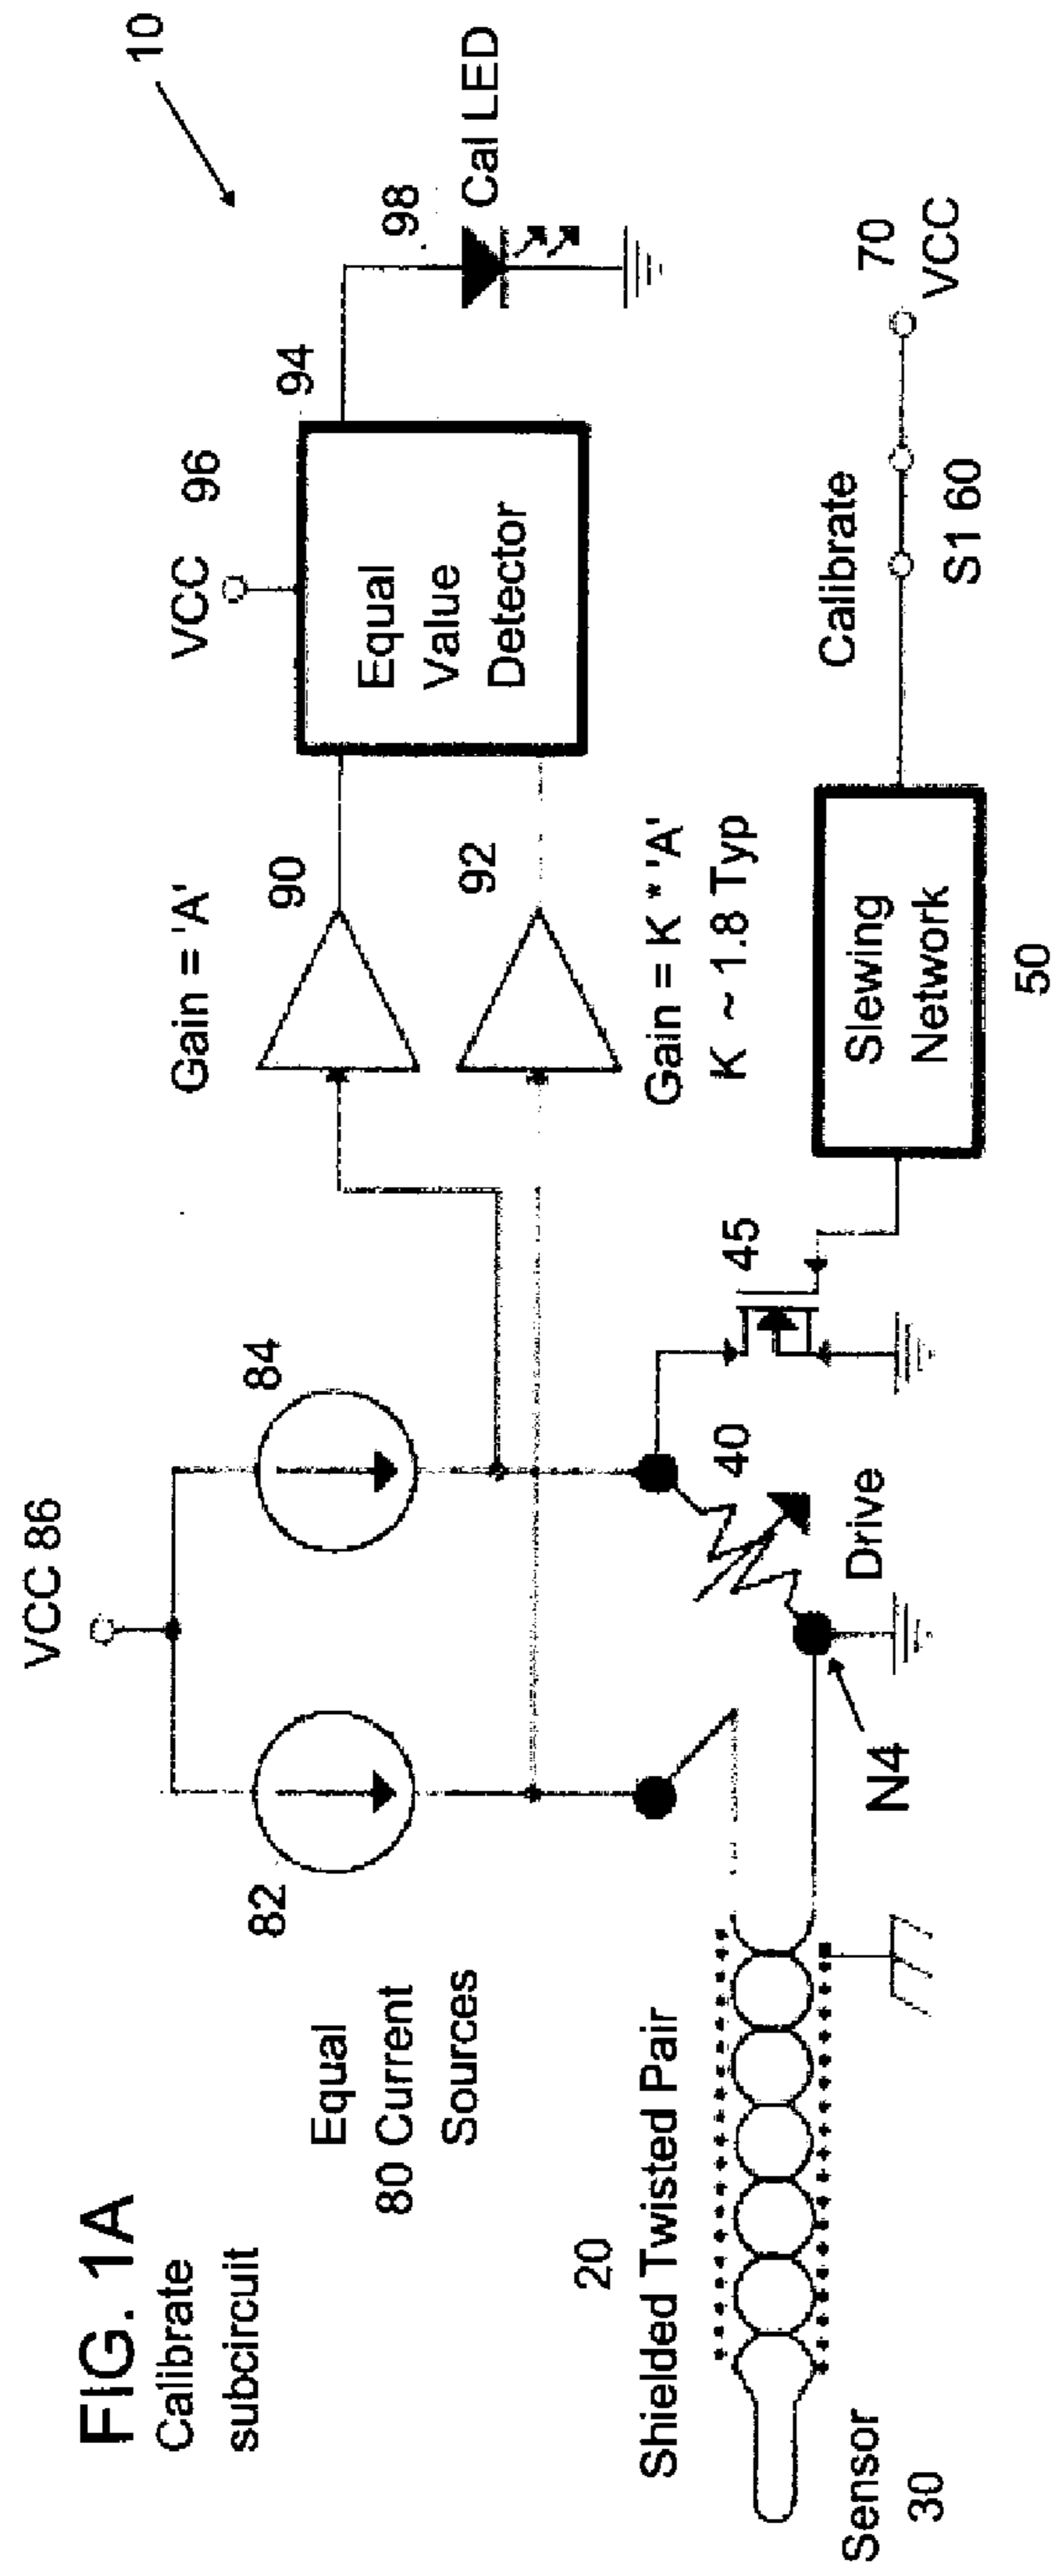 FIG. 1A
Calibrate
subcircuit
10
VCC 86
82
84
Equal
80 Current
Sources
Gain = 'A'
90
92
Gain = K * 'A'
K ~ 1.8 Typ
VCC 96
94
Equal
Value
Detector
98
Cal LED
20
Shielded Twisted Pair
Sensor
30
N4
Drive
40
45
Slewing
Network
50
Calibrate
S1 60
70
VCC